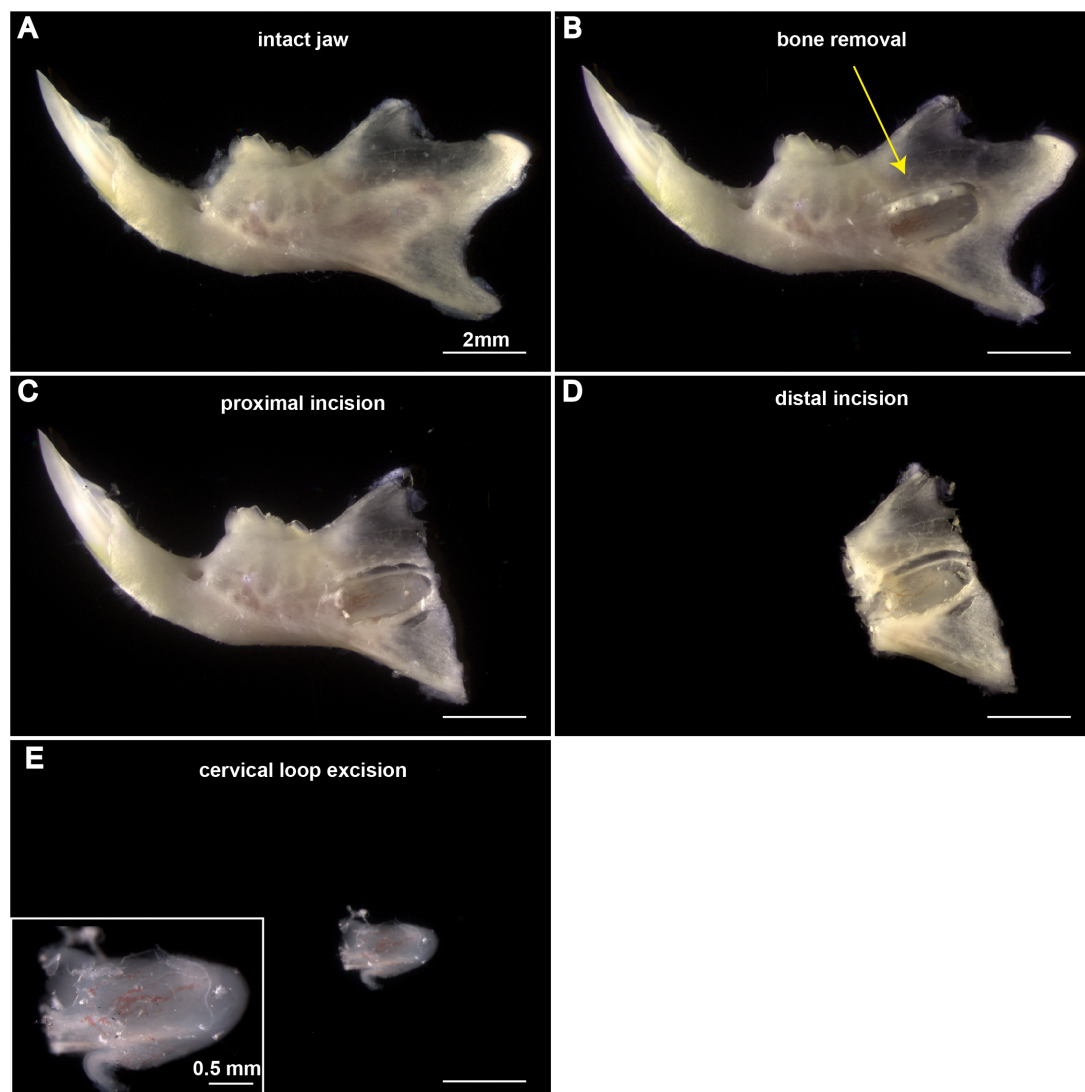 A
intact jaw
2mm
B
bone removal
C
proximal incision
D
distal incision
E
cervical loop excision
0.5 mm